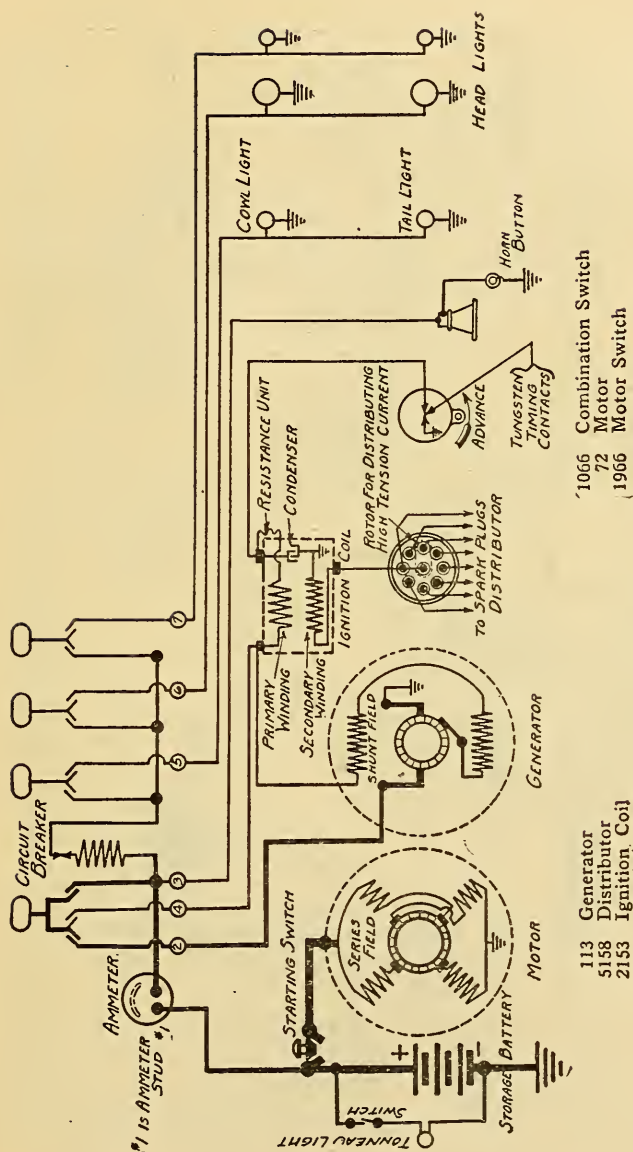 CIRCUIT
BREAKER
AMMETER
#1 IS AMMETER
STUD #1
2
4
3
5
6
7
COWL LIGHT
TAIL LIGHT
HEAD LIGHTS
HORN
BUTTON
RESISTANCE UNIT
CONDENSER
PRIMARY
WINDING
SECONDARY
WINDING
IGNITION COIL
ROTOR FOR DISTRIBUTING
HIGH TENSION CURRENT
TO SPARK PLUGS
DISTRIBUTOR
ADVANCE
TUNGSTEN
TIMING
CONTACTS
SHUNT FIELD
GENERATOR
STARTING SWITCH
SERIES
FIELD
MOTOR
+
-
STORAGE BATTERY
SWITCH
TONNEAU LIGHT
113 Generator
5158 Distributor
2153 Ignition Coil
1066 Combination Switch
72 Motor
1966 Motor Switch